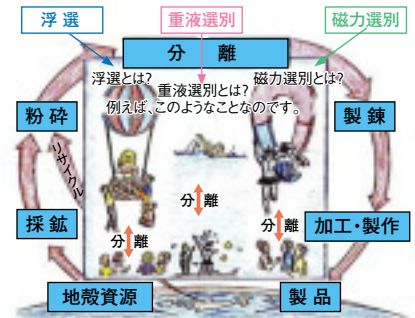 浮 選
重液選別
磁力選別
分 離
浮選とは?
重液選別とは?
磁力選別とは?
例えば、このようなことなのです。
粉 砕
製 錬
リサイクル
分 離
分 離
分 離
採 鉱
加工・製作
地殻資源
製 品